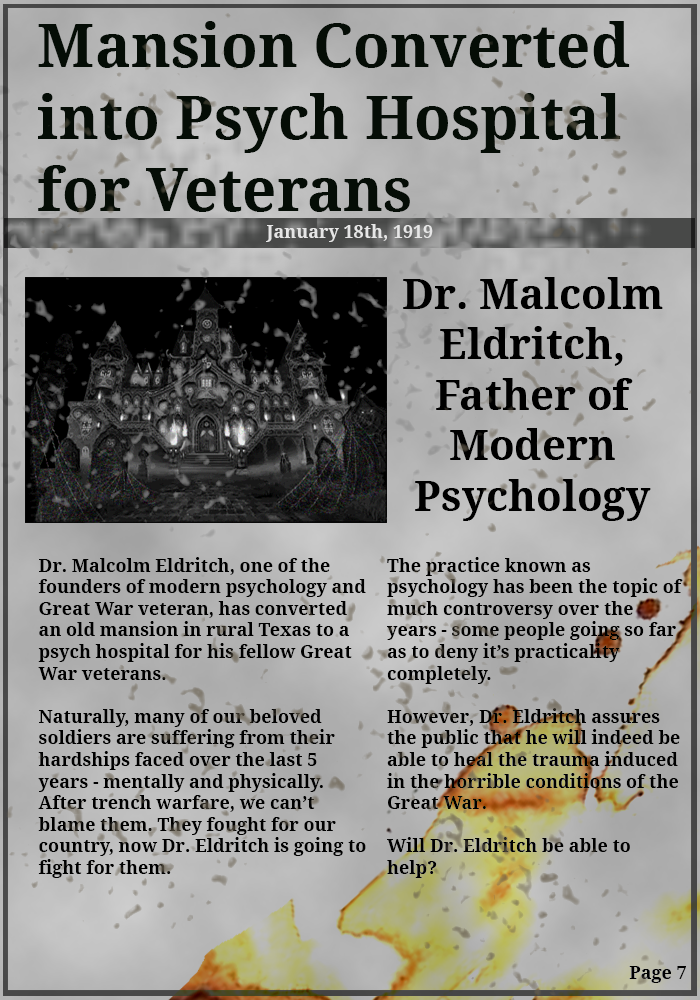 Mansion Converted
into Psych Hospital
for Veterans
January 18th, 1919
Dr. Malcolm
Eldritch,
Father of
Modern
Psychology
Dr. Malcolm Eldritch, one of the
founders of modern psychology and
Great War veteran, has converted
an old mansion in rural Texas to a
psych hospital for his fellow Great
War veterans.
Naturally, many of our beloved
soldiers are suffering from their
hardships faced over the last 5
years - mentally and physically.
After trench warfare, we can't
blame them. They fought for our
country, now Dr. Eldritch is going to
fight for them.
The practice known as
psychology has been the topic of
much controversy over the
years - some people going so far
as to deny it's practicality
completely.
However, Dr. Eldritch assures
the public that he will indeed be
able to heal the trauma induced
in the horrible conditions of the
Great War.
Will Dr. Eldritch be able to
help?
Page 7